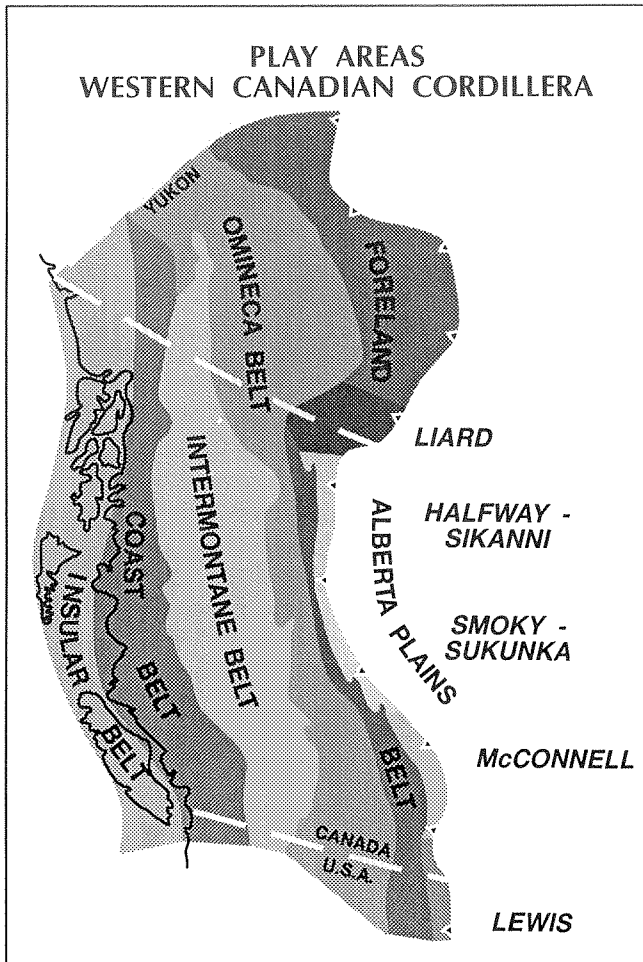 PLAY AREAS
WESTERN CANADIAN CORDILLERA
YUKON
OMINECA BELT
FORELAND
BELT
LIARD
INTERMONTANE BELT
COAST
BELT
INSULAR
BELT
ALBERTA PLAINS
HALFWAY -
SIKANNI
SMOKY -
SUKUNKA
McCONNELL
CANADA
U.S.A.
LEWIS